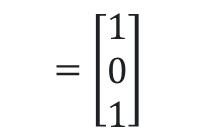 = [1
0
1]